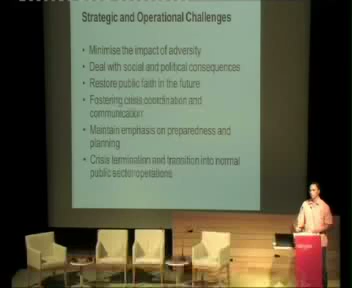 Strategic and Operational Challenges
• Minimise the impact of adversity
• Deal with social and political consequences
• Restore public faith in the future
• Fostering crisis coordination and
communication
• Maintain emphasis on preparedness and
planning
• Crisis termination and transition into normal
public sector operations